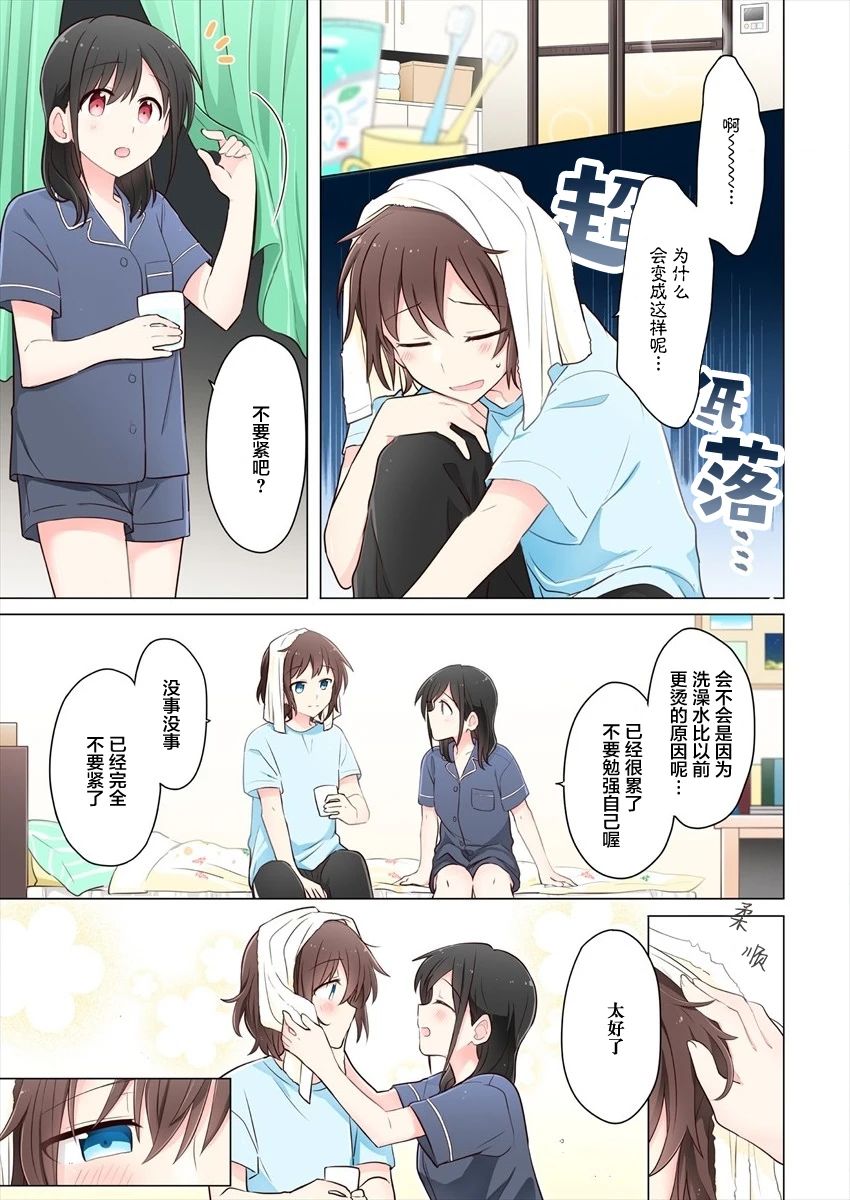 啊~~~~~…
为什么
会变成这样呢…
超
低
落…
不要紧吧？
会不会是因为
洗澡水比以前
更烫的原因呢…
已经很累了
不要勉强自己喔
没事没事
已经完全
不要紧了
柔
顺
太好了